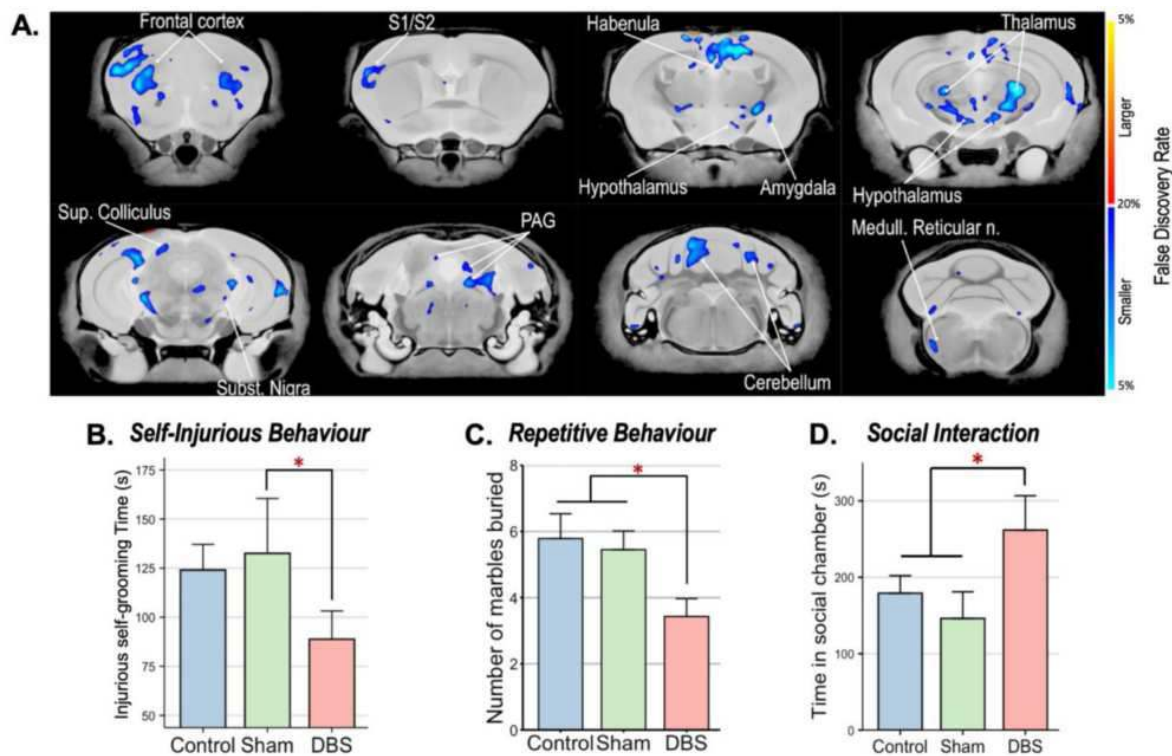 A.
Frontal cortex
S1/S2
Habenula
Thalamus
Hypothalamus
Amygdala
Hypothalamus
Sup. Colliculus
Subst. Nigra
PAG
Cerebellum
Medull. Reticular n.
5%
Larger
20%
Smaller
5%
False Discovery Rate
B. Self-Injurious Behaviour
Injurious self-grooming Time (s)
175
150
125
100
75
50
*
Control Sham DBS
C. Repetitive Behaviour
Number of marbles buried
8
6
4
2
0
*
Control Sham DBS
D. Social Interaction
Time in social chamber (s)
300
200
100
0
*
Control Sham DBS